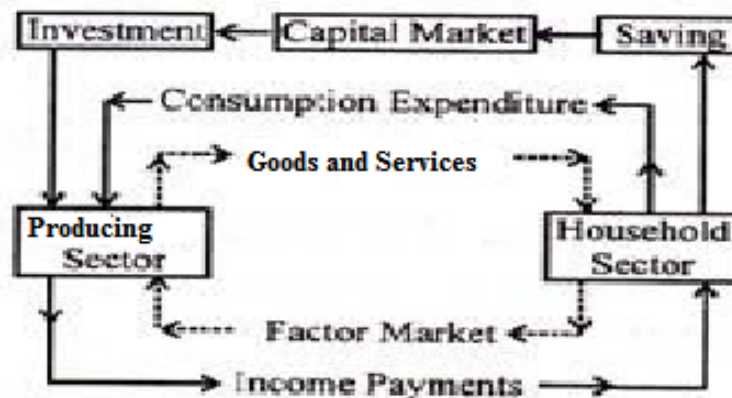 Investment Capital Market Saving
Consumption Expenditure
Goods and Services
Producing
Sector
Household
Sector
Factor Market
Income Payments